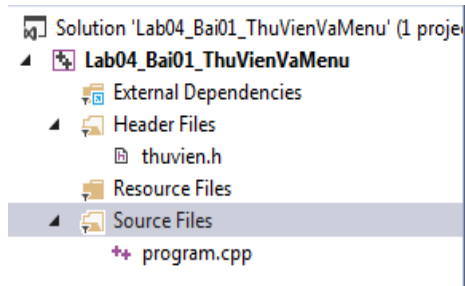 Solution 'Lab04_Bai01_ThuVienVaMenu' (1 proje
Lab04_Bai01_ThuVienVaMenu
External Dependencies
Header Files
thuvien.h
Resource Files
Source Files
program.cpp